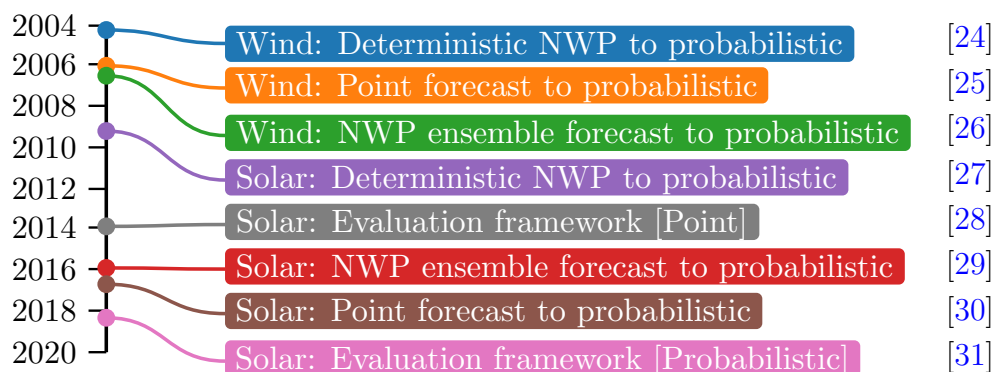 2004 Wind: Deterministic NWP to probabilistic [24]
2006 Wind: Point forecast to probabilistic [25]
2008
Wind: NWP ensemble forecast to probabilistic [26]
2010
Solar: Deterministic NWP to probabilistic [27]
2012
2014 Solar: Evaluation framework [Point] [28]
2016 Solar: NWP ensemble forecast to probabilistic [29]
2018 Solar: Point forecast to probabilistic [30]
2020 Solar: Evaluation framework [Probabilistic] [31]